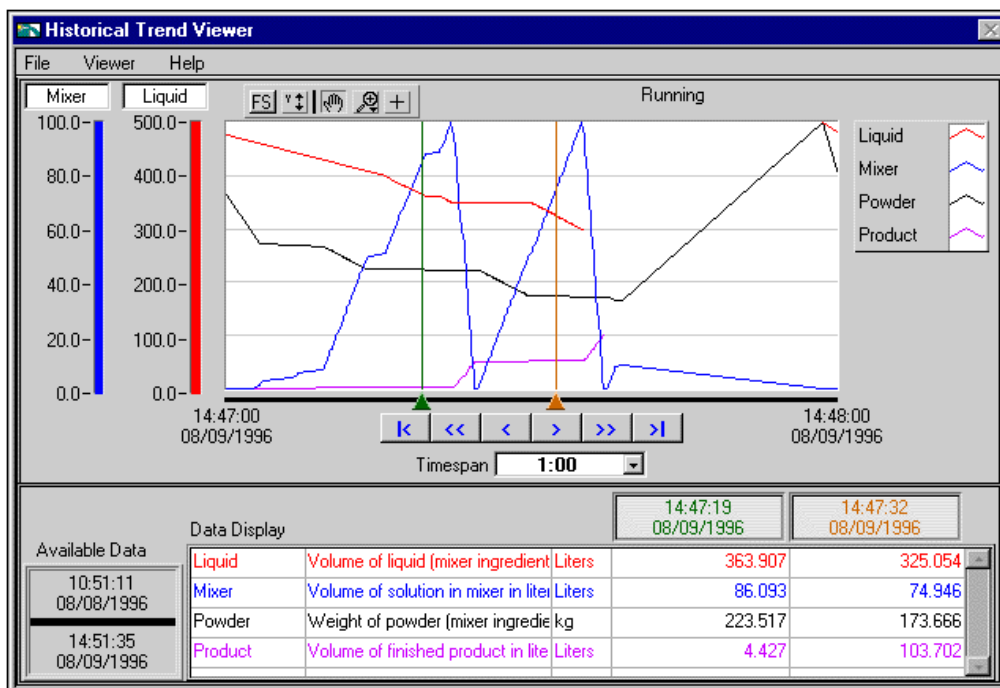 Historical Trend Viewer
File Viewer Help
Mixer Liquid
FS Y
Running
100.0 500.0
80.0 400.0
60.0 300.0
40.0 200.0
20.0 100.0
0.0 0.0
Liquid
Mixer
Powder
Product
14:47:00
08/09/1996
14:48:00
08/09/1996
|< << < > >> >|
Timespan 1:00
Available Data
10:51:11
08/08/1996
14:51:35
08/09/1996
Data Display
14:47:19
08/09/1996
14:47:32
08/09/1996
Liquid Volume of liquid (mixer ingredient Liters 363.907 325.054
Mixer Volume of solution in mixer in liter Liters 86.093 74.946
Powder Weight of powder (mixer ingredie kg 223.517 173.666
Product Volume of finished product in lite Liters 4.427 103.702